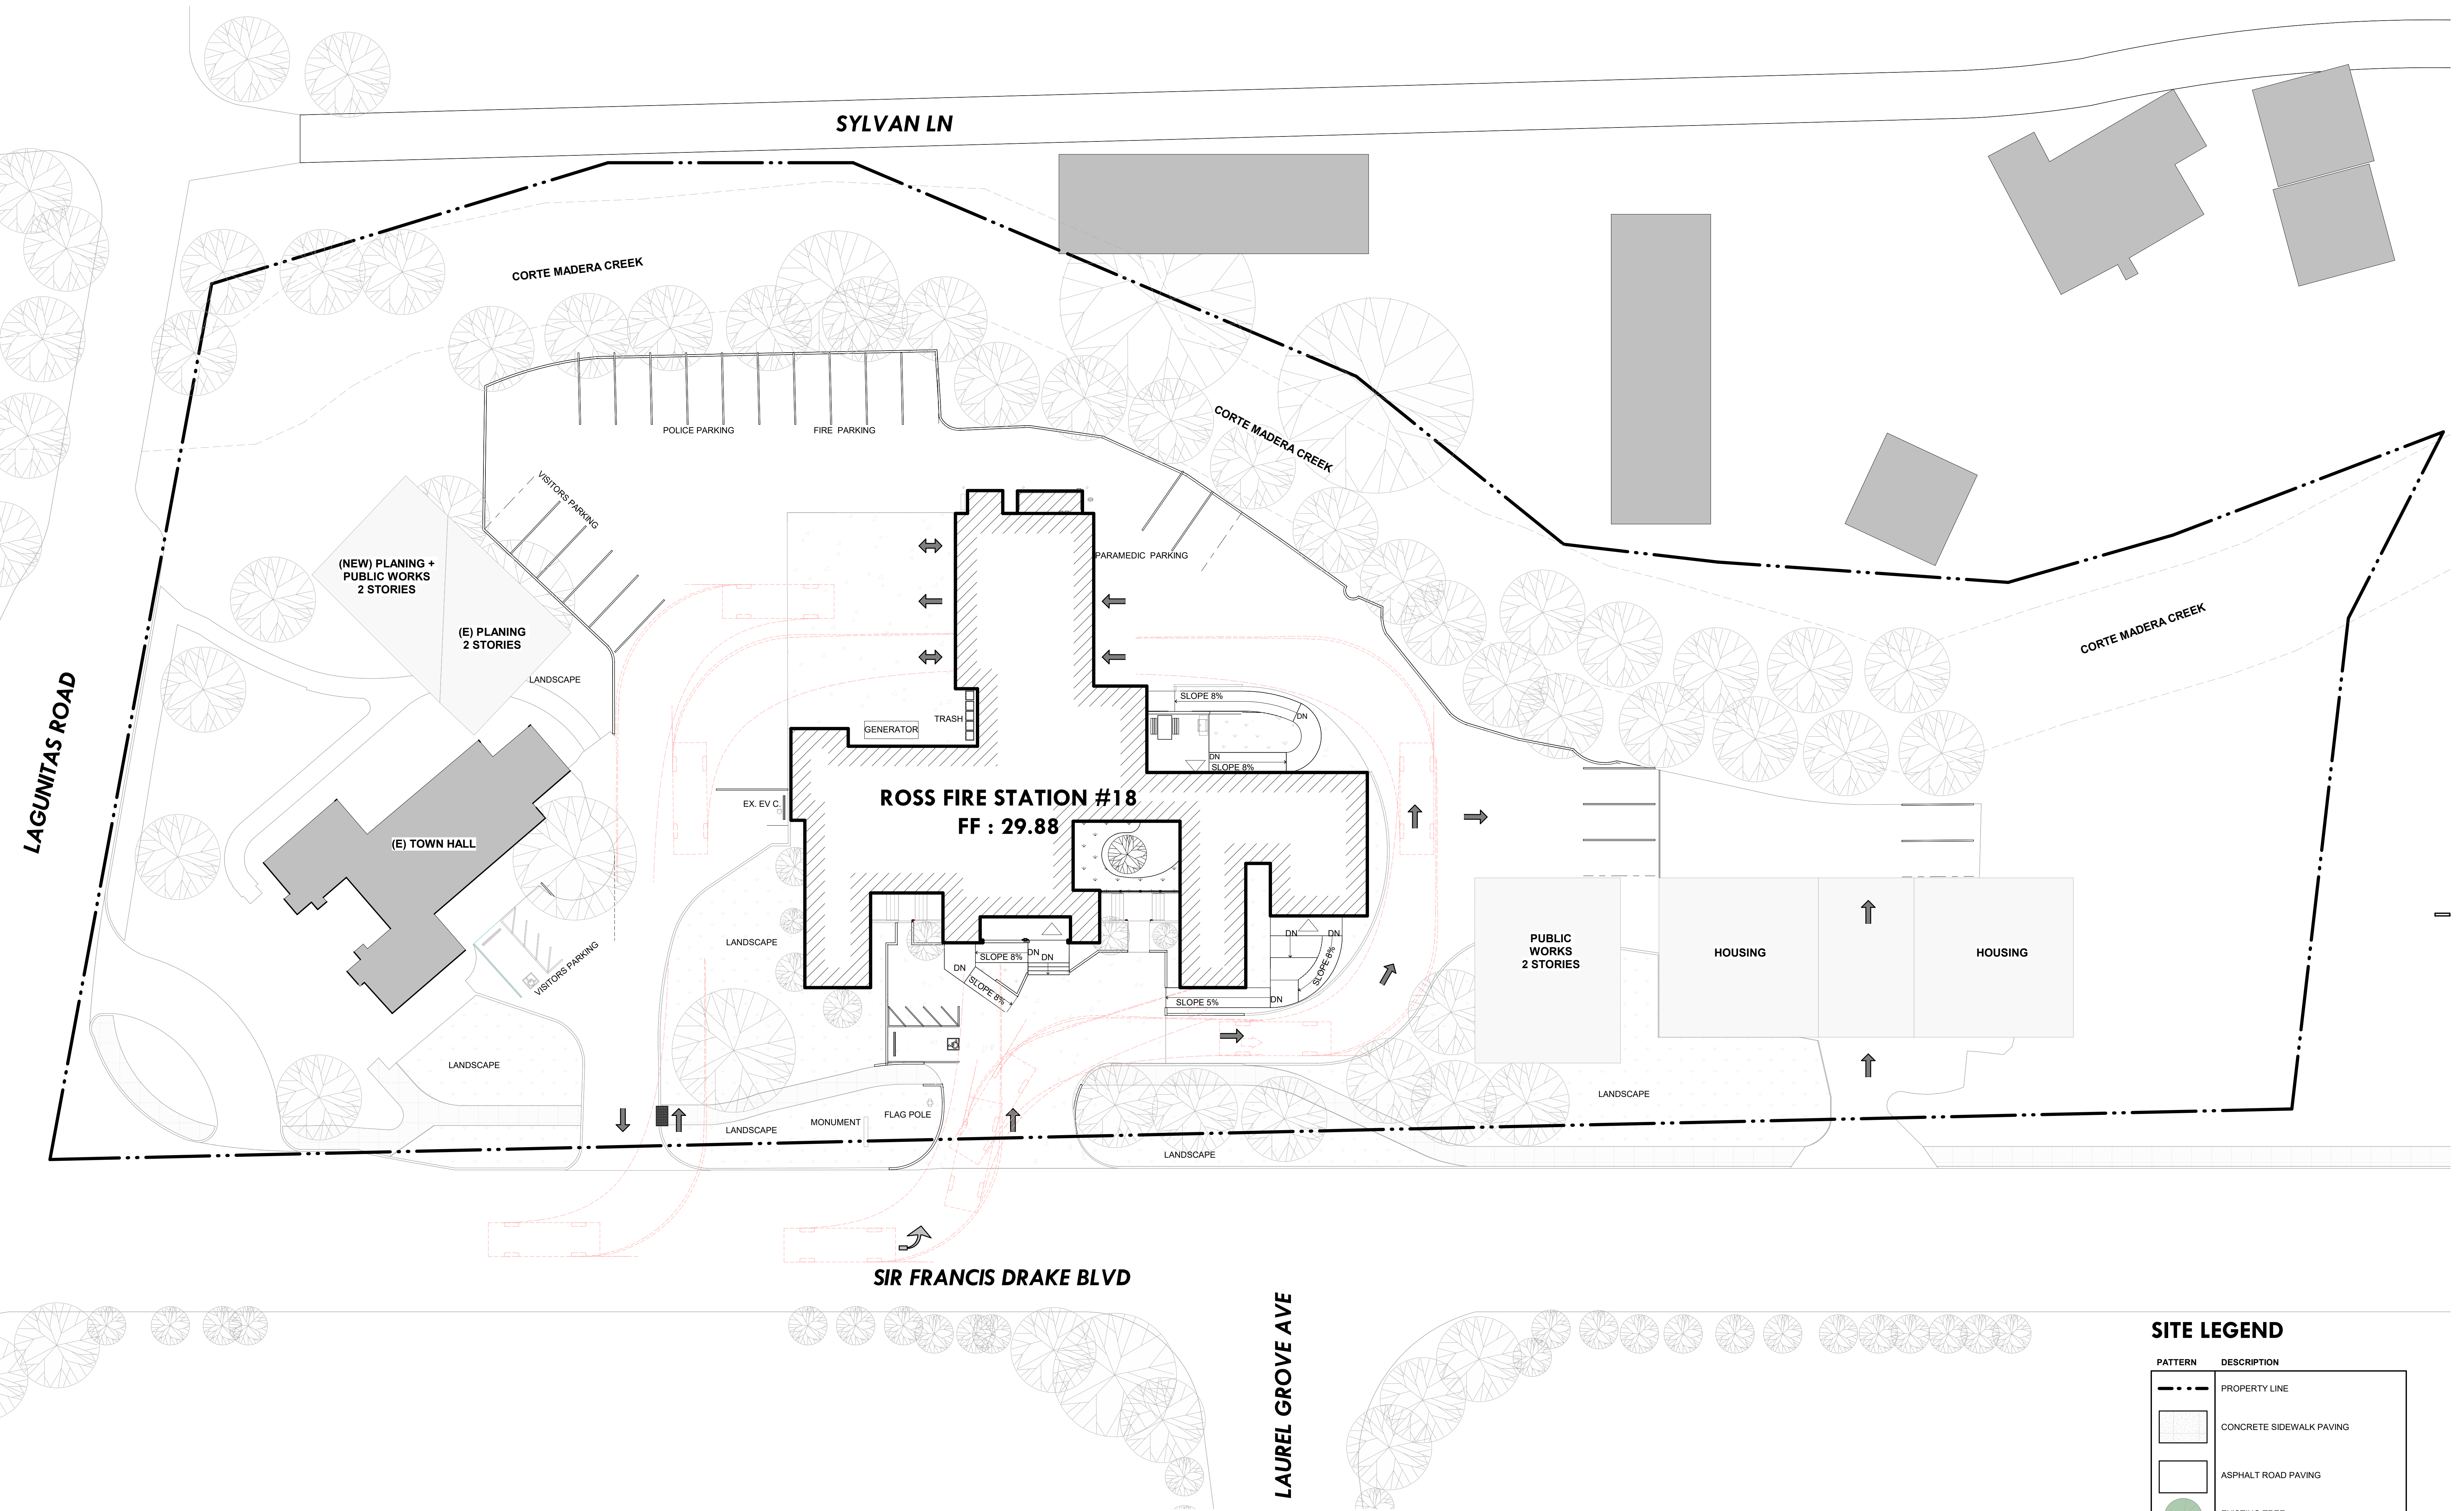 SYLVAN LN
CORTE MADERA CREEK
CORTE MADERA CREEK
CORTE MADERA CREEK
POLICE PARKING
FIRE PARKING
VISITORS PARKING
PARAMEDIC PARKING
(NEW) PLANING +
PUBLIC WORKS
2 STORIES
(E) PLANING
2 STORIES
LANDSCAPE
LAGUNITAS ROAD
TRASH
GENERATOR
SLOPE 8%
DN
DN
SLOPE 8%
EX. EV C.
ROSS FIRE STATION #18
FF : 29.88
(E) TOWN HALL
VISITORS PARKING
LANDSCAPE
SLOPE 8%
DN
DN
DN
SLOPE 8%
DN
DN
SLOPE 8%
SLOPE 5%
DN
PUBLIC
WORKS
2 STORIES
HOUSING
HOUSING
LANDSCAPE
LANDSCAPE
LANDSCAPE
MONUMENT
FLAG POLE
LANDSCAPE
SIR FRANCIS DRAKE BLVD
LAUREL GROVE AVE
SITE LEGEND
PATTERN
DESCRIPTION
PROPERTY LINE
CONCRETE SIDEWALK PAVING
ASPHALT ROAD PAVING